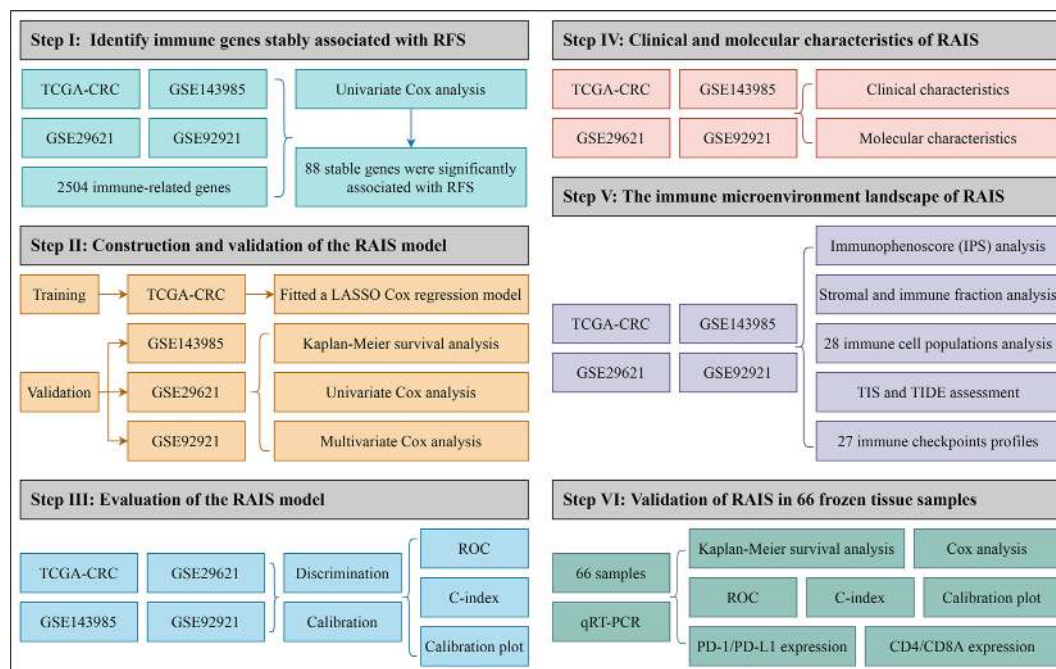 Step I: Identify immune genes stably associated with RFS
TCGA-CRC
GSE143985
GSE29621
GSE92921
2504 immune-related genes
Univariate Cox analysis
88 stable genes were significantly
associated with RFS
Step II: Construction and validation of the RAIS model
Training
TCGA-CRC
Fitted a LASSO Cox regression model
Validation
GSE143985
GSE29621
GSE92921
Kaplan-Meier survival analysis
Univariate Cox analysis
Multivariate Cox analysis
Step III: Evaluation of the RAIS model
TCGA-CRC
GSE29621
GSE143985
GSE92921
Discrimination
Calibration
ROC
C-index
Calibration plot
Step IV: Clinical and molecular characteristics of RAIS
TCGA-CRC
GSE143985
GSE29621
GSE92921
Clinical characteristics
Molecular characteristics
Step V: The immune microenvironment landscape of RAIS
TCGA-CRC
GSE143985
GSE29621
GSE92921
Immunophenoscore (IPS) analysis
Stromal and immune fraction analysis
28 immune cell populations analysis
TIS and TIDE assessment
27 immune checkpoints profiles
Step VI: Validation of RAIS in 66 frozen tissue samples
66 samples
qRT-PCR
Kaplan-Meier survival analysis
Cox analysis
ROC
C-index
Calibration plot
PD-1/PD-L1 expression
CD4/CD8A expression